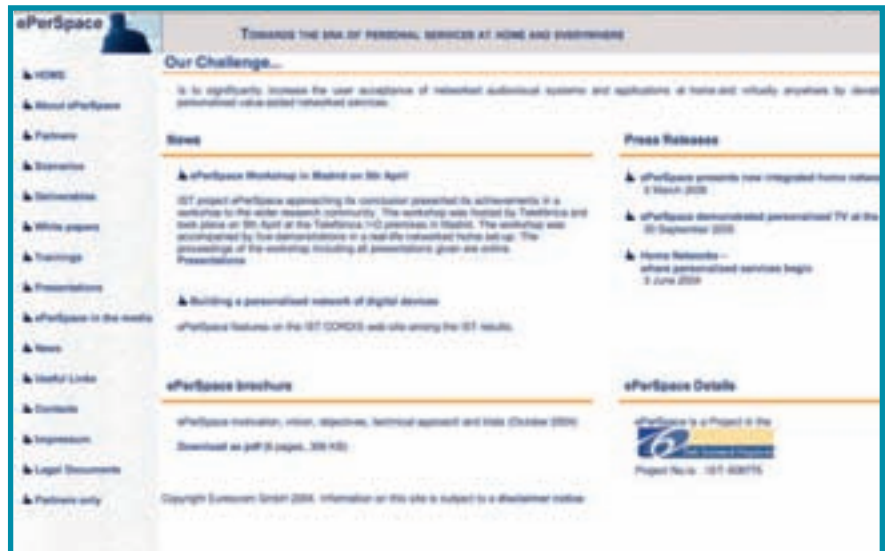 ePerSpace
TOWARDS THE ERA OF PERSONAL SERVICES AT HOME AND EVERYWHERE
HOME
About ePerSpace
Partners
Scenarios
Deliverables
White papers
Trainings
Presentations
ePerSpace in the media
News
Useful Links
Contacts
Impressum
Legal Documents
Partners only
Our Challenge...
is to significantly increase the user acceptance of networked audiovisual systems and applications at home and virtually anywhere by
personalised value-added networked services.
News
ePerSpace Workshop in Madrid on 5th April
IST project ePerSpace approaching its conclusion presented its achievements in a
workshop to the wider research community. The workshop was hosted by Telefónica and
took place on 5th April at the Telefónica I+D premises in Madrid. The workshop was
accompanied by live demonstrations in a real-life networked home set-up. The
proceedings of the workshop including all presentations given are online.
Presentations
Building a personalised network of digital devices
ePerSpace features on the IST CORDIS web site among the IST results.
Press Releases
ePerSpace presents new integrated home
March 2006
ePerSpace demonstrated personalised TV at the
30 September 2005
Home Networks –
where personalised services begin
3 June 2004
ePerSpace brochure
ePerSpace motivation, vision, objectives, technical approach and trials (October 2004)
Download as pdf (6 pages, KB)
ePerSpace Details
ePerSpace is a Project in the
6
Project No is : IST
Copyright Eurescom GmbH 2004. Information on this site is subject to a disclaimer notice